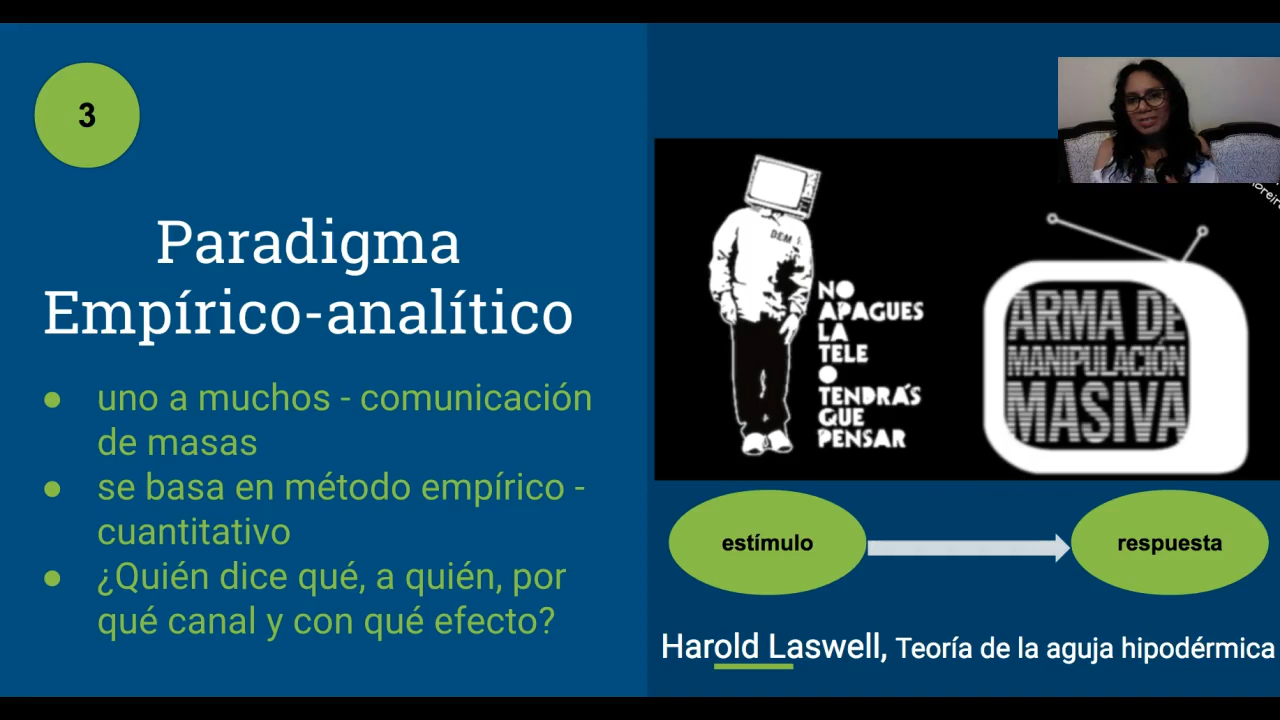 3
Paradigma
Empírico-analítico
uno a muchos - comunicación
de masas
se basa en método empírico -
cuantitativo
¿Quién dice qué, a quién, por
qué canal y con qué efecto?
DEM
NO
APAGUES
LA
TELE
O
TENDRÁS
QUE
PENSAR
ARMA DE
MANIPULACIÓN
MASIVA
estímulo
respuesta
Harold Laswell, Teoría de la aguja hipodérmica